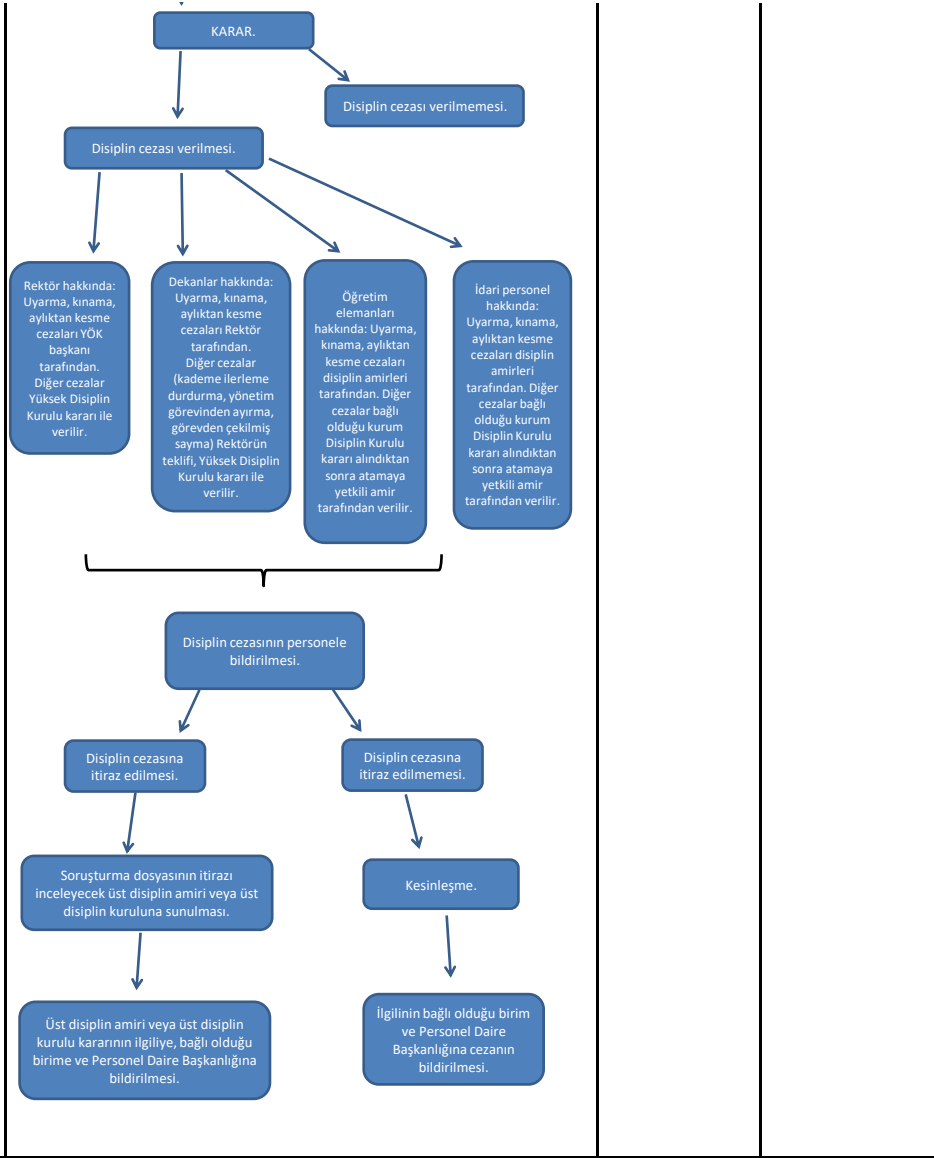 KARAR.
Disiplin cezası verilmemesi.
Disiplin cezası verilmesi.
Rektör hakkında:
Uyarma, kınama,
aylıktan kesme
cezaları YÖK
başkanı
tarafından.
Diğer cezalar
Yüksek Disiplin
Kurulu kararı ile
verilir.
Dekanlar hakkında:
Uyarma, kınama,
aylıktan kesme
cezaları Rektör
tarafından.
Diğer cezalar
(kademe ilerleme
durdurma, yönetim
görevinden ayırma,
görevden çekilmiş
sayma) Rektörün
teklifi, Yüksek Disiplin
Kurulu kararı ile
verilir.
Öğretim
elemanları
hakkında: Uyarma,
kınama, aylıktan
kesme cezaları
disiplin amirleri
tarafından. Diğer
cezalar bağlı
olduğu kurum
Disiplin Kurulu
kararı alındıktan
sonra atamaya
yetkili amir
tarafından verilir.
İdari personel
hakkında:
Uyarma, kınama,
aylıktan kesme
cezaları disiplin
amirleri
tarafından. Diğer
cezalar bağlı
olduğu kurum
Disiplin Kurulu
kararı alındıktan
sonra atamaya
yetkili amir
tarafından verilir.
Disiplin cezasının personele
bildirilmesi.
Disiplin cezasına
itiraz edilmesi.
Disiplin cezasına
itiraz edilmemesi.
Soruşturma dosyasının itirazı
inceleyecek üst disiplin amiri veya üst
disiplin kuruluna sunulması.
Kesinleşme.
Üst disiplin amiri veya üst disiplin
kurulu kararının ilgiliye, bağlı olduğu
birime ve Personel Daire Başkanlığına
bildirilmesi.
İlgilinin bağlı olduğu birim
ve Personel Daire
Başkanlığına cezanın
bildirilmesi.